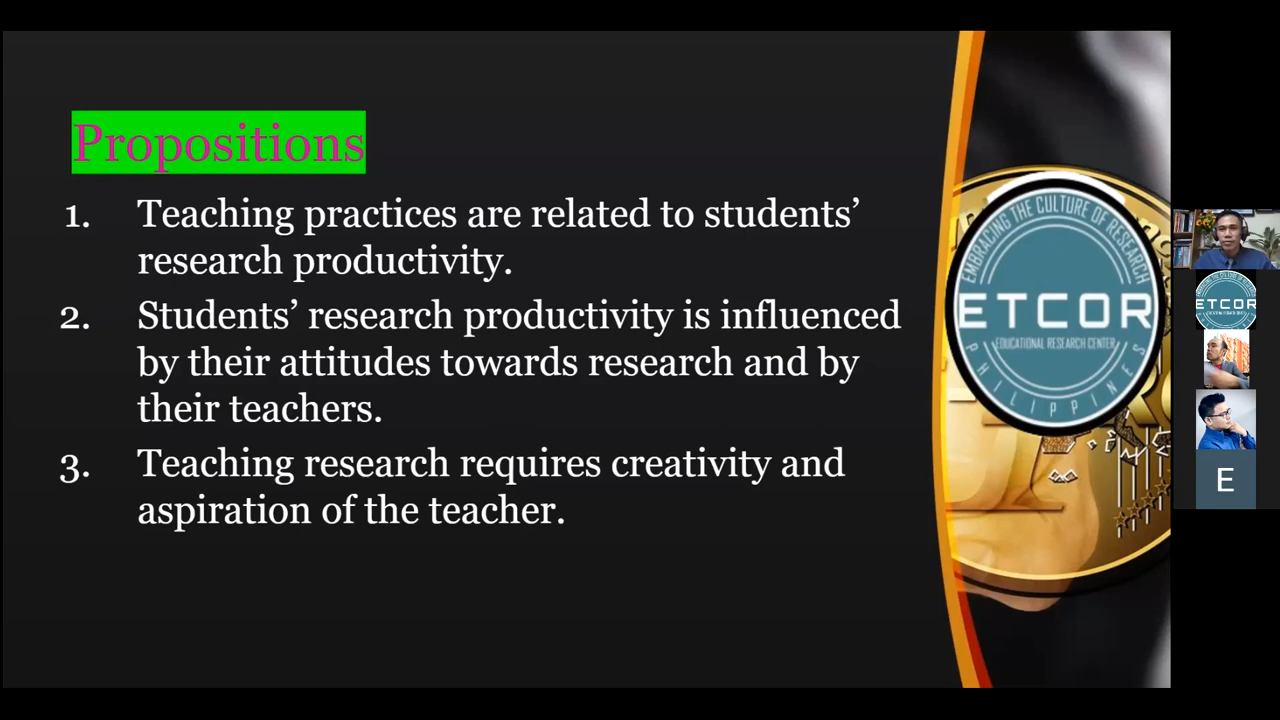 Propositions
1. Teaching practices are related to students’
research productivity.
2. Students’ research productivity is influenced
by their attitudes towards research and by
their teachers.
3. Teaching research requires creativity and
aspiration of the teacher.
EMBRACING THE CULTURE OF RESEARCH
ETCOR
EDUCATIONAL RESEARCH CENTER
PHILIPPINES
ETCOR
E